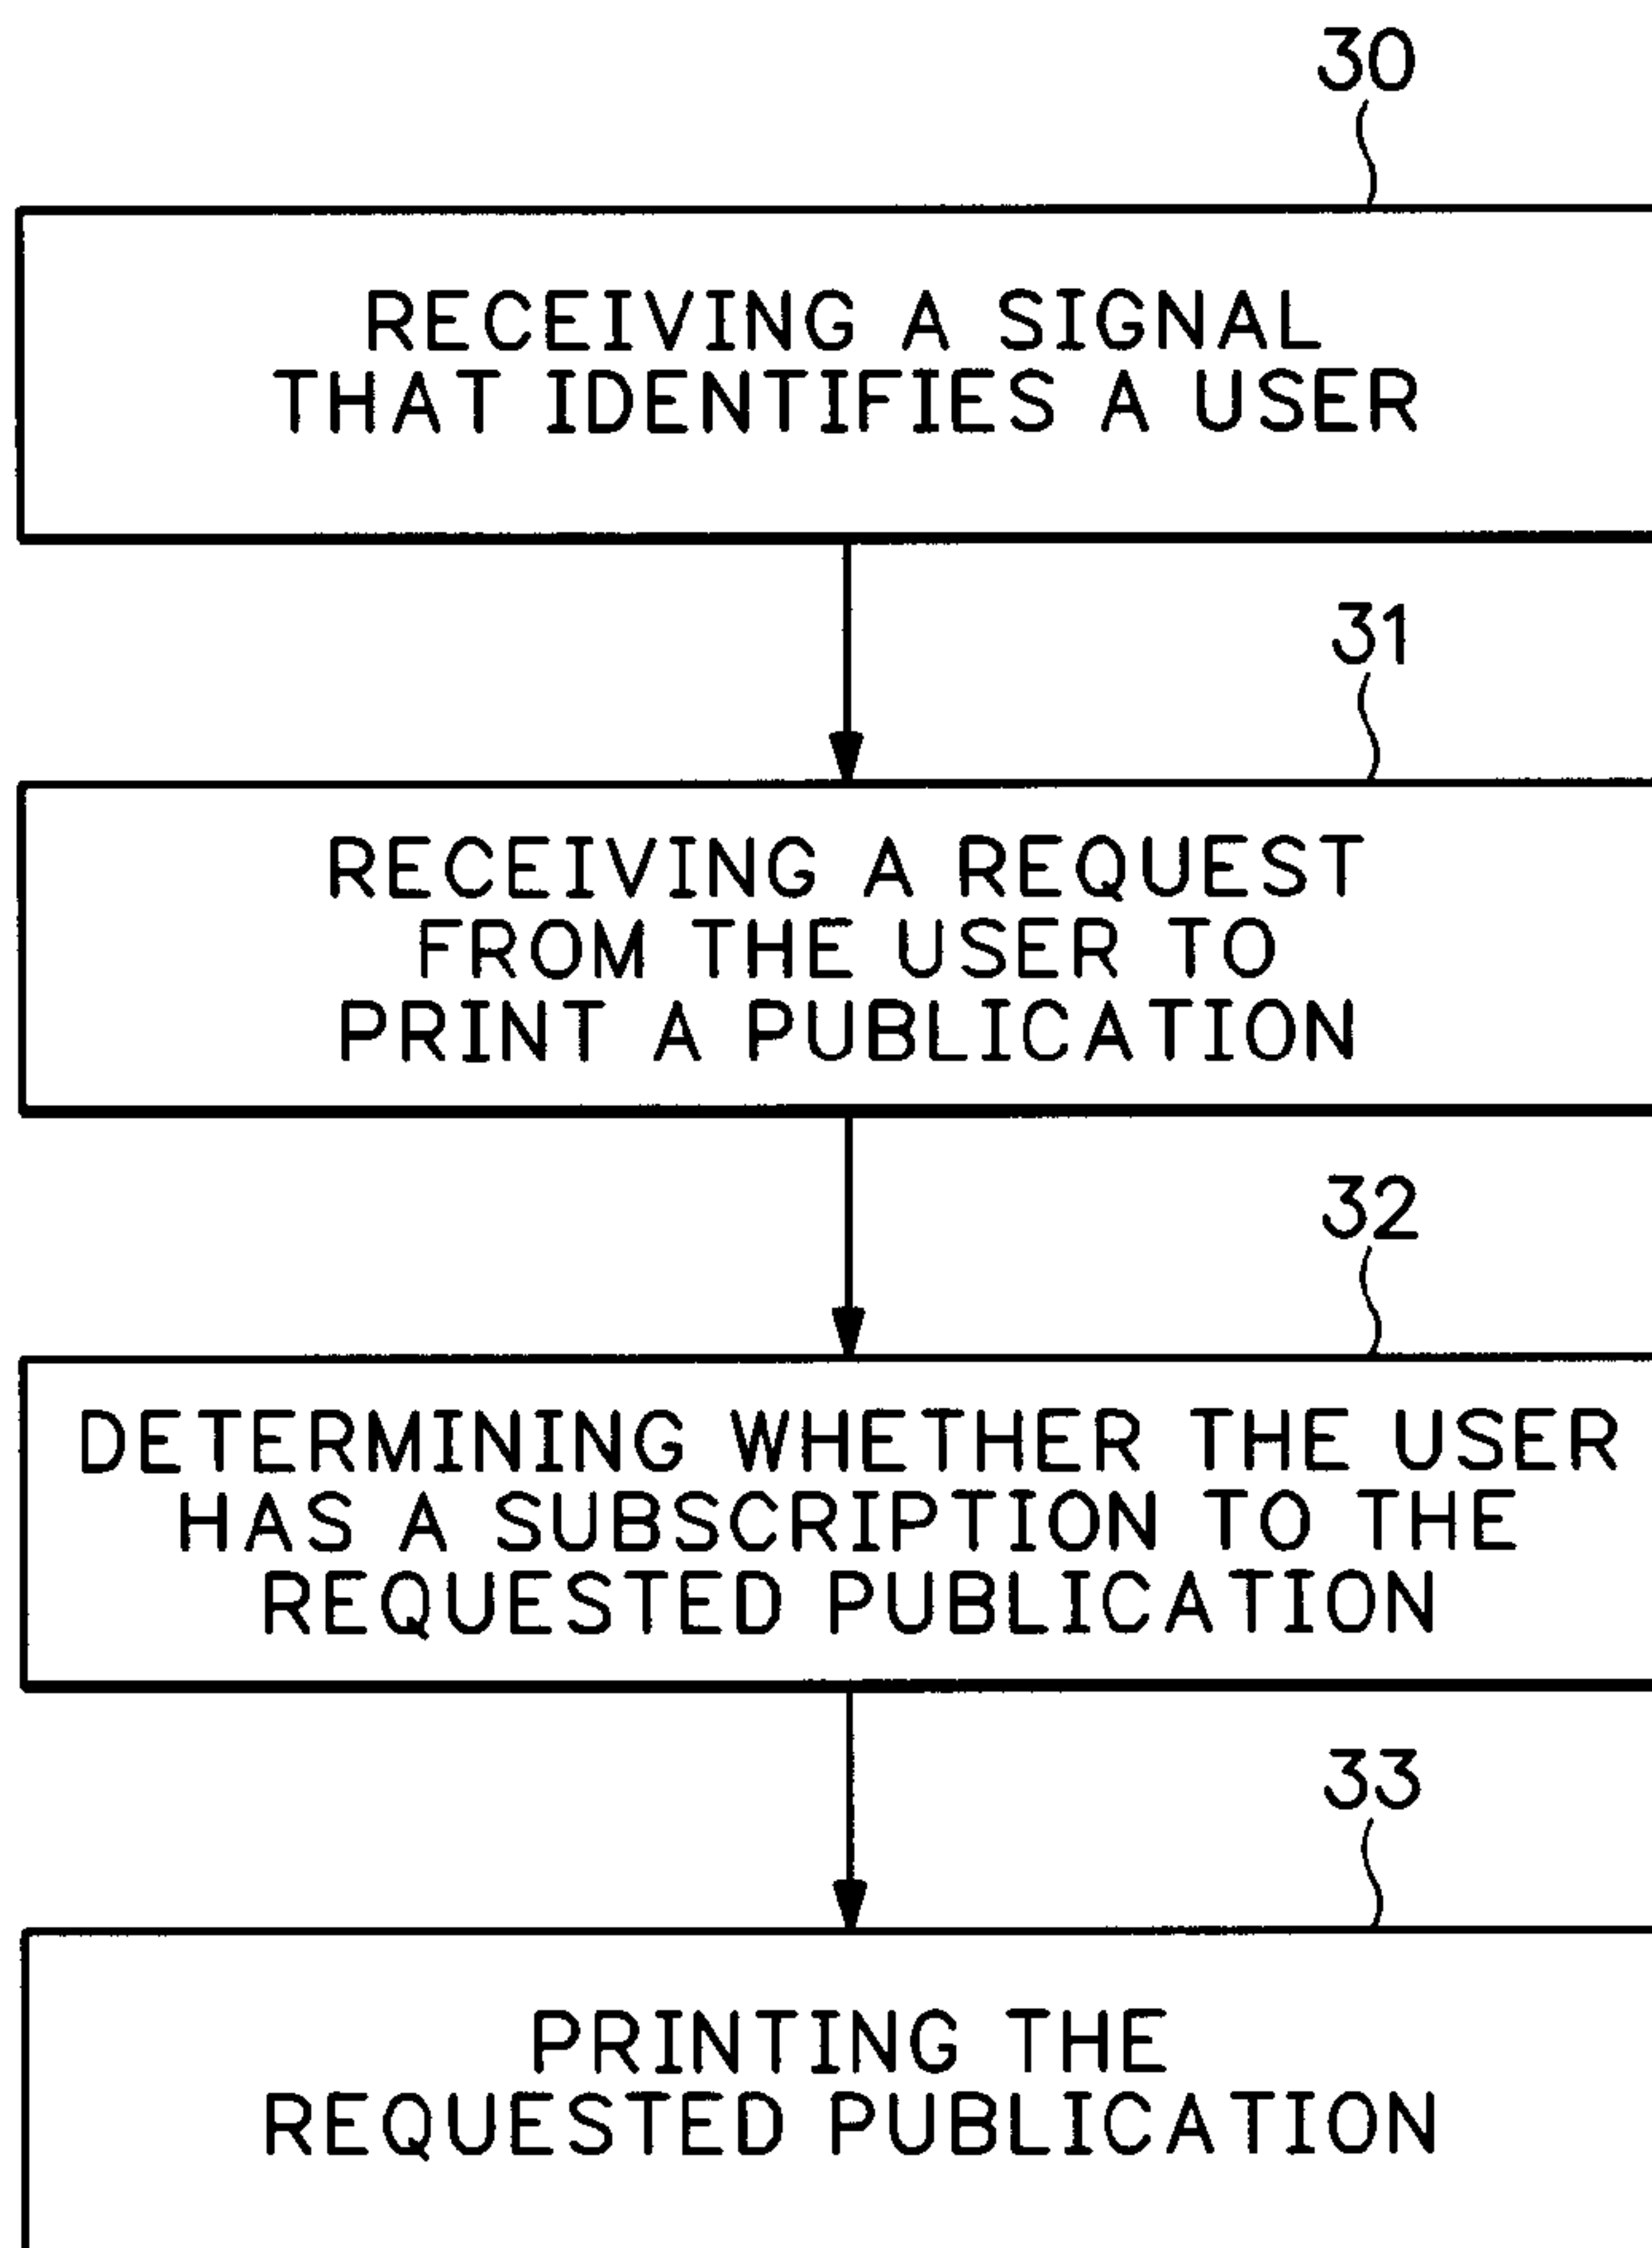 30
RECEIVING A SIGNAL
THAT IDENTIFIES A USER
31
RECEIVING A REQUEST
FROM THE USER TO
PRINT A PUBLICATION
32
DETERMINING WHETHER THE USER
HAS A SUBSCRIPTION TO THE
REQUESTED PUBLICATION
33
PRINTING THE
REQUESTED PUBLICATION